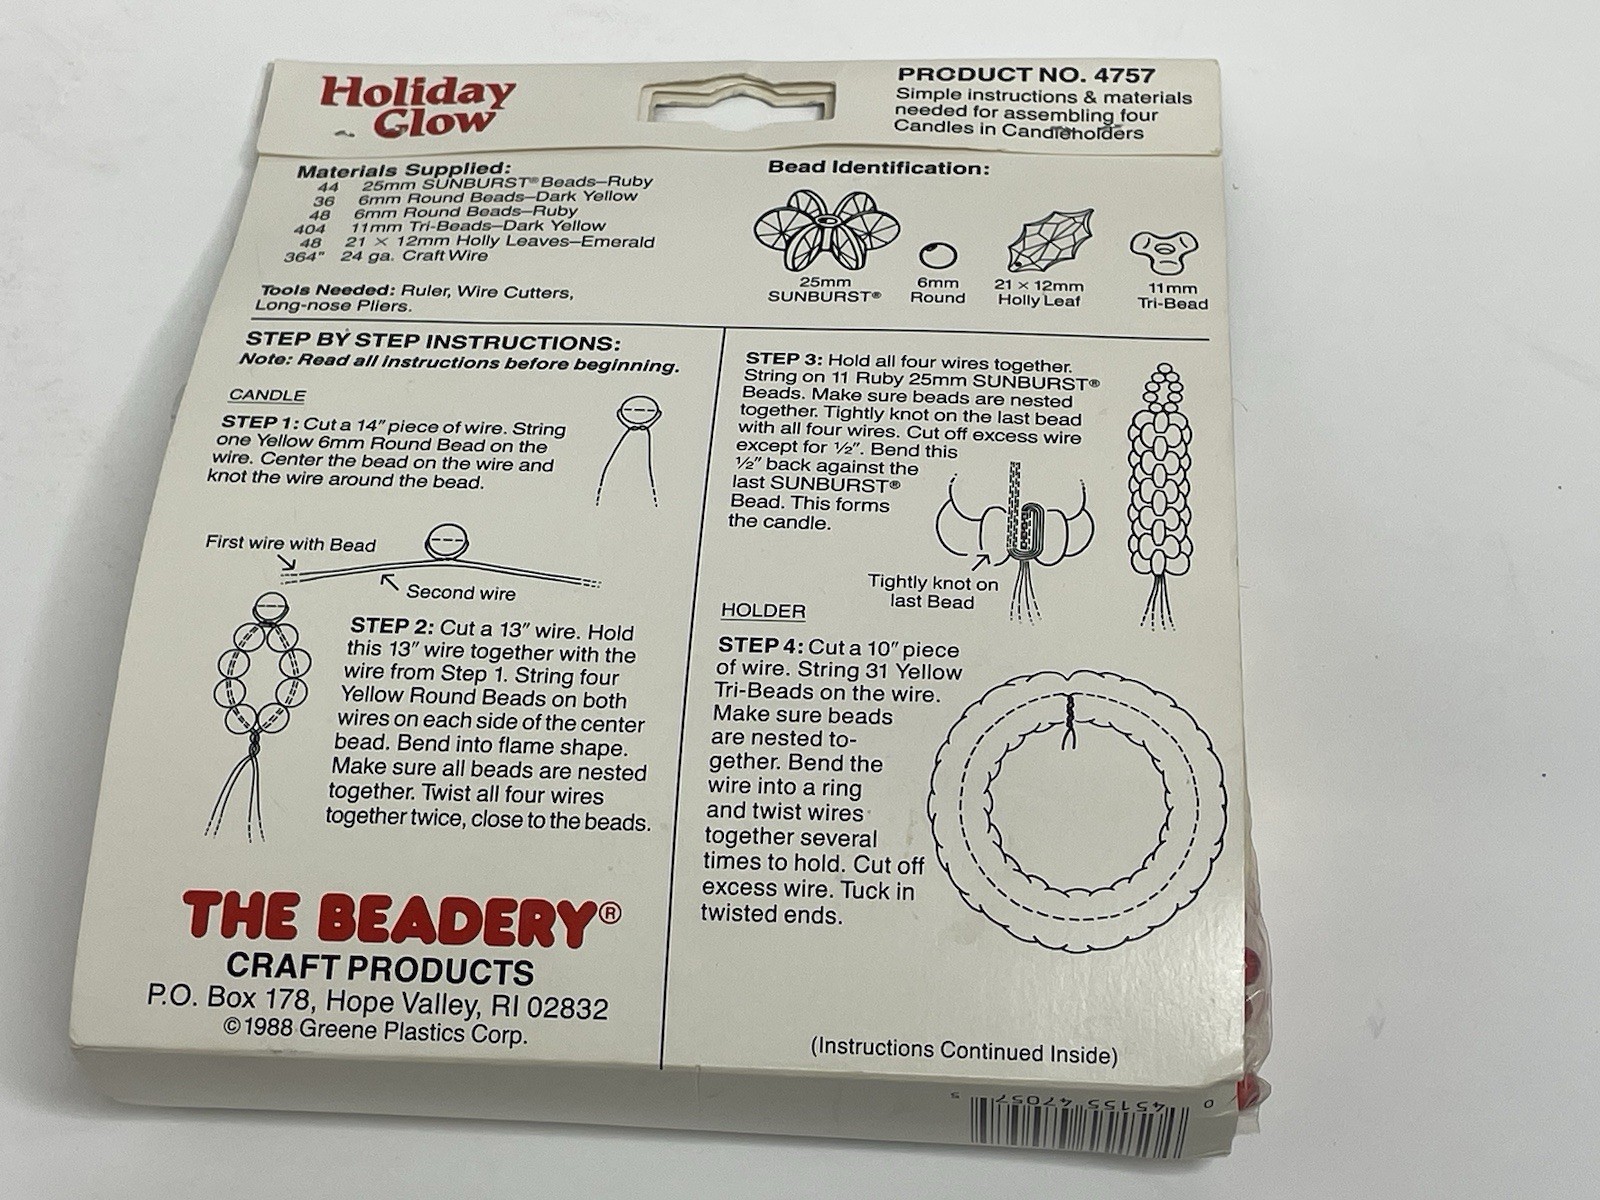 Holiday
Glow
PRODUCT NO. 4757
Simple instructions & materials
needed for assembling four
Candles in Candleholders
Materials Supplied:
44 25mm SUNBURST® Beads–Ruby
36 6mm Round Beads–Dark Yellow
48 6mm Round Beads–Ruby
404 11mm Tri-Beads–Dark Yellow
48 21 × 12mm Holly Leaves–Emerald
364" 24 ga. Craft Wire
Tools Needed: Ruler, Wire Cutters,
Long-nose Pliers.
Bead Identification:
25mm
SUNBURST®
6mm
Round
21 × 12mm
Holly Leaf
11mm
Tri-Bead
STEP BY STEP INSTRUCTIONS:
Note: Read all instructions before beginning.
CANDLE
STEP 1: Cut a 14" piece of wire. String
one Yellow 6mm Round Bead on the
wire. Center the bead on the wire and
knot the wire around the bead.
First wire with Bead
Second wire
STEP 2: Cut a 13" wire. Hold
this 13" wire together with the
wire from Step 1. String four
Yellow Round Beads on both
wires on each side of the center
bead. Bend into flame shape.
Make sure all beads are nested
together. Twist all four wires
together twice, close to the beads.
THE BEADERY®
CRAFT PRODUCTS
P.O. Box 178, Hope Valley, RI 02832
©1988 Greene Plastics Corp.
STEP 3: Hold all four wires together.
String on 11 Ruby 25mm SUNBURST®
Beads. Make sure beads are nested
together. Tightly knot on the last bead
with all four wires. Cut off excess wire
except for ½". Bend this
½" back against the
last SUNBURST®
Bead. This forms
the candle.
Tightly knot on
last Bead
HOLDER
STEP 4: Cut a 10" piece
of wire. String 31 Yellow
Tri-Beads on the wire.
Make sure beads
are nested to-
gether. Bend the
wire into a ring
and twist wires
together several
times to hold. Cut off
excess wire. Tuck in
twisted ends.
(Instructions Continued Inside)
0 45155 47057 5